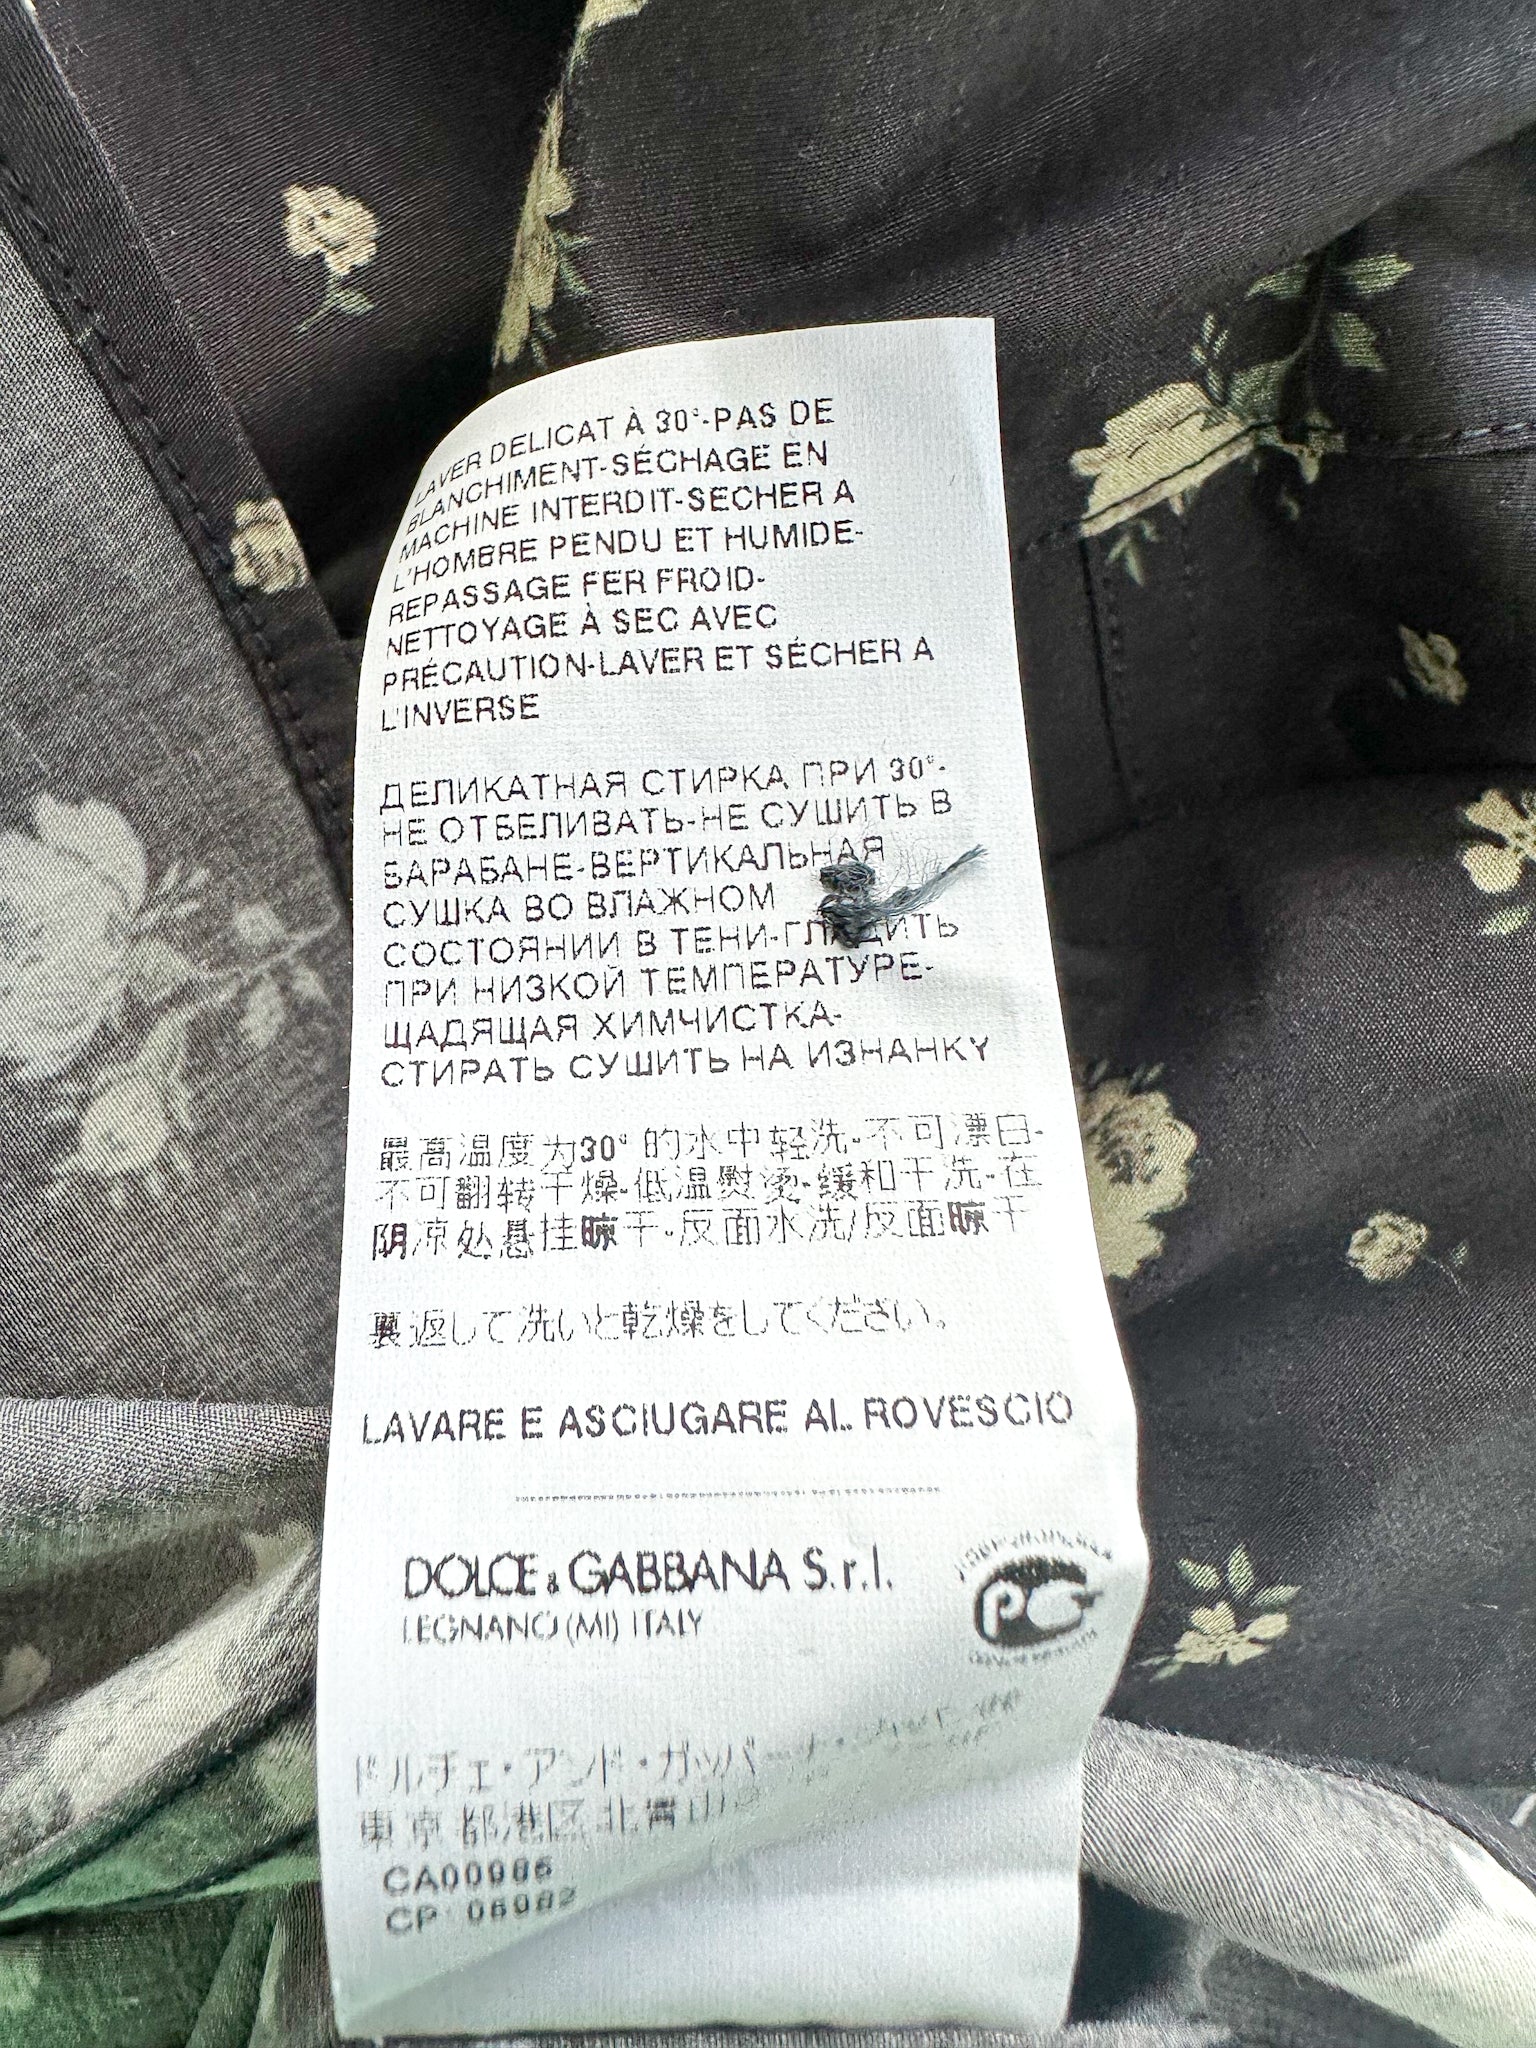 LAVER DELICAT À 30°-PAS DE
BLANCHIMENT-SÉCHAGE EN
MACHINE INTERDIT-SECHER A
L'HOMBRE PENDU ET HUMIDE-
REPASSAGE FER FROID-
NETTOYAGE À SEC AVEC
PRÉCAUTION-LAVER ET SÉCHER A
L'INVERSE
ДЕЛИКАТНАЯ СТИРКА ПРИ 30°-
НЕ ОТБЕЛИВАТЬ-НЕ СУШИТЬ В
БАРАБАНЕ-ВЕРТИКАЛЬНАЯ
СУШКА ВО ВЛАЖНОМ
СОСТОЯНИИ В ТЕНИ-ГЛАДИТЬ
ПРИ НИЗКОЙ ТЕМПЕРАТУРЕ-
ЩАДЯЩАЯ ХИМЧИСТКА-
СТИРАТЬ СУШИТЬ НА ИЗНАНКУ
最高温度为30° 的水中轻洗-不可漂白-
不可翻转干燥-低温熨烫-缓和干洗-在
阴凉处悬挂晾干-反面水洗/反面晾干
裏返して洗いと乾燥をしてください。
LAVARE E ASCIUGARE AL ROVESCIO
DOLCE & GABBANA S.r.l.
LEGNANO (MI) ITALY
PG
ドルチェ・アンド・ガッバーナ・
東京都港区北青山
CA00986
CP 06082